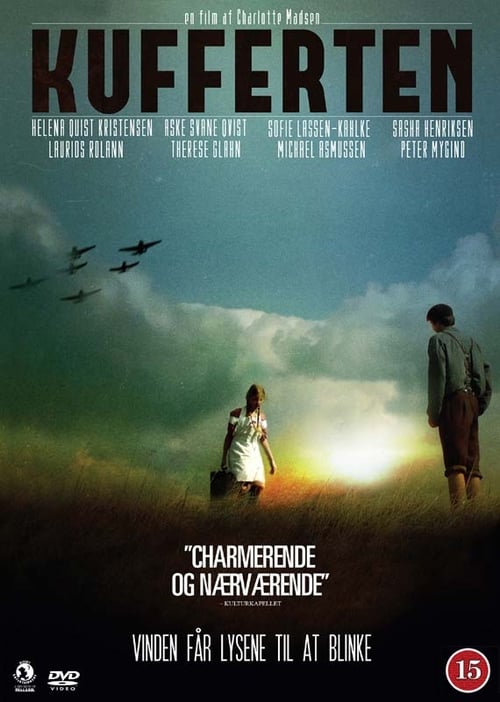 en film af Charlotte Madsen
KUFFERTEN
HELENA QUIST KRISTENSEN ASKE SVANE QVIST SOFIE LASSEN-KAHLKE SASHA HENRIKSEN
LAURIDS ROLANN THERESE GLAHN MICHAEL ASMUSSEN PETER MYGIND
"CHARMERENDE
OG NÆRVÆRENDE"
– KULTURKAPELLET
VINDEN FÅR LYSENE TIL AT BLINKE
DVD
VIDEO
15